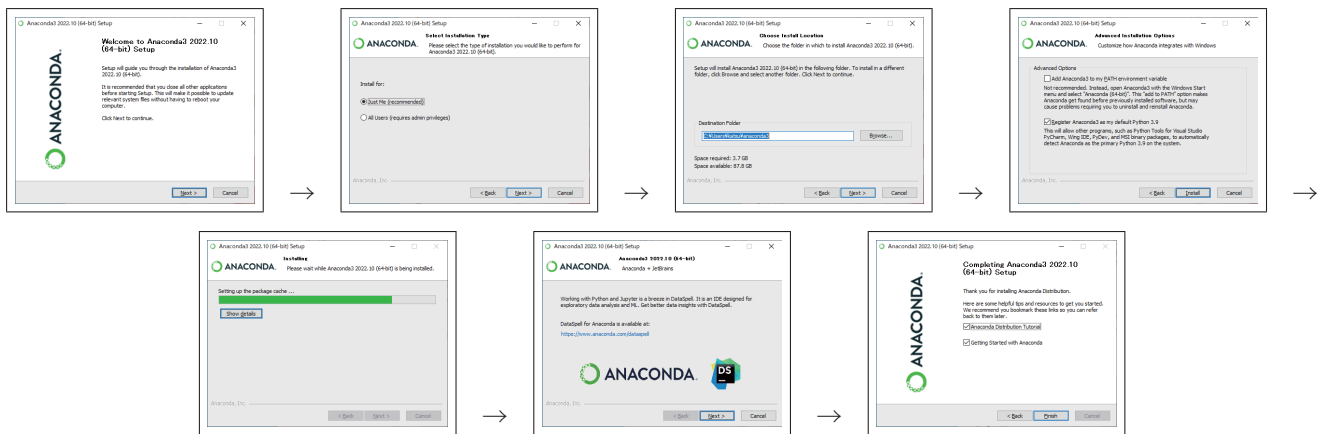 Anaconda3 2022.10 (64-bit) Setup
ANACONDA.
Welcome to Anaconda3 2022.10
(64-bit) Setup
Setup will guide you through the installation of Anaconda3
2022.10 (64-bit).
It is recommended that you close all other applications
before starting Setup. This will make it possible to update
relevant system files without having to reboot your
computer.
Click Next to continue.
Next >
Cancel
→
Anaconda3 2022.10 (64-bit) Setup
ANACONDA.
Select Installation Type
Please select the type of installation you would like to perform for
Anaconda3 2022.10 (64-bit).
Install for:
Just Me (recommended)
All Users (requires admin privileges)
Anaconda, Inc.
< Back
Next >
Cancel
→
Anaconda3 2022.10 (64-bit) Setup
ANACONDA.
Choose Install Location
Choose the folder in which to install Anaconda3 2022.10 (64-bit).
Setup will install Anaconda3 2022.10 (64-bit) in the following folder. To install in a different
folder, click Browse and select another folder. Click Next to continue.
Destination Folder
C:¥Users¥katsu¥anaconda3
Browse...
Space required: 3.7 GB
Space available: 87.8 GB
Anaconda, Inc.
< Back
Next >
Cancel
→
Anaconda3 2022.10 (64-bit) Setup
ANACONDA.
Advanced Installation Options
Customize how Anaconda integrates with Windows
Advanced Options
Add Anaconda3 to my PATH environment variable
Not recommended. Instead, open Anaconda3 with the Windows Start
menu and select "Anaconda (64-bit)". This "add to PATH" option makes
Anaconda get found before previously installed software, but may
cause problems requiring you to uninstall and reinstall Anaconda.
Register Anaconda3 as my default Python 3.9
This will allow other programs, such as Python Tools for Visual Studio
PyCharm, Wing IDE, PyDev, and MSI binary packages, to automatically
detect Anaconda as the primary Python 3.9 on the system.
Anaconda, Inc.
< Back
Install
Cancel
→
Anaconda3 2022.10 (64-bit) Setup
ANACONDA.
Installing
Please wait while Anaconda3 2022.10 (64-bit) is being installed.
Setting up the package cache ...
Show details
Anaconda, Inc.
< Back
Next >
Cancel
→
Anaconda3 2022.10 (64-bit) Setup
ANACONDA.
Anaconda3 2022.10 (64-bit)
Anaconda + JetBrains
Working with Python and Jupyter is a breeze in DataSpell. It is an IDE designed for
exploratory data analysis and ML. Get better data insights with DataSpell.
DataSpell for Anaconda is available at:
https://www.anaconda.com/dataspell
ANACONDA.
DS
Anaconda, Inc.
< Back
Next >
Cancel
→
Anaconda3 2022.10 (64-bit) Setup
ANACONDA.
Completing Anaconda3 2022.10
(64-bit) Setup
Thank you for installing Anaconda Distribution.
Here are some helpful tips and resources to get you started.
We recommend you bookmark these links so you can refer
back to them later.
Anaconda Distribution Tutorial
Getting Started with Anaconda
< Back
Finish
Cancel